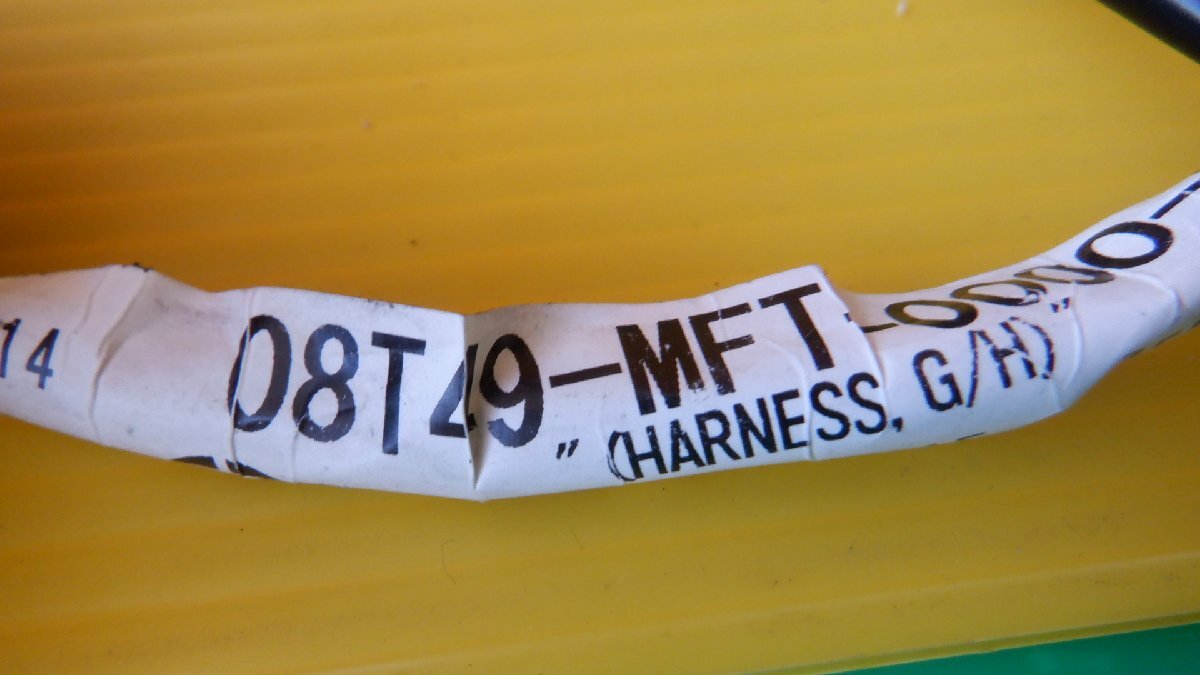 14
08T49-MFT-0000-
"(HARNESS, G/H)"